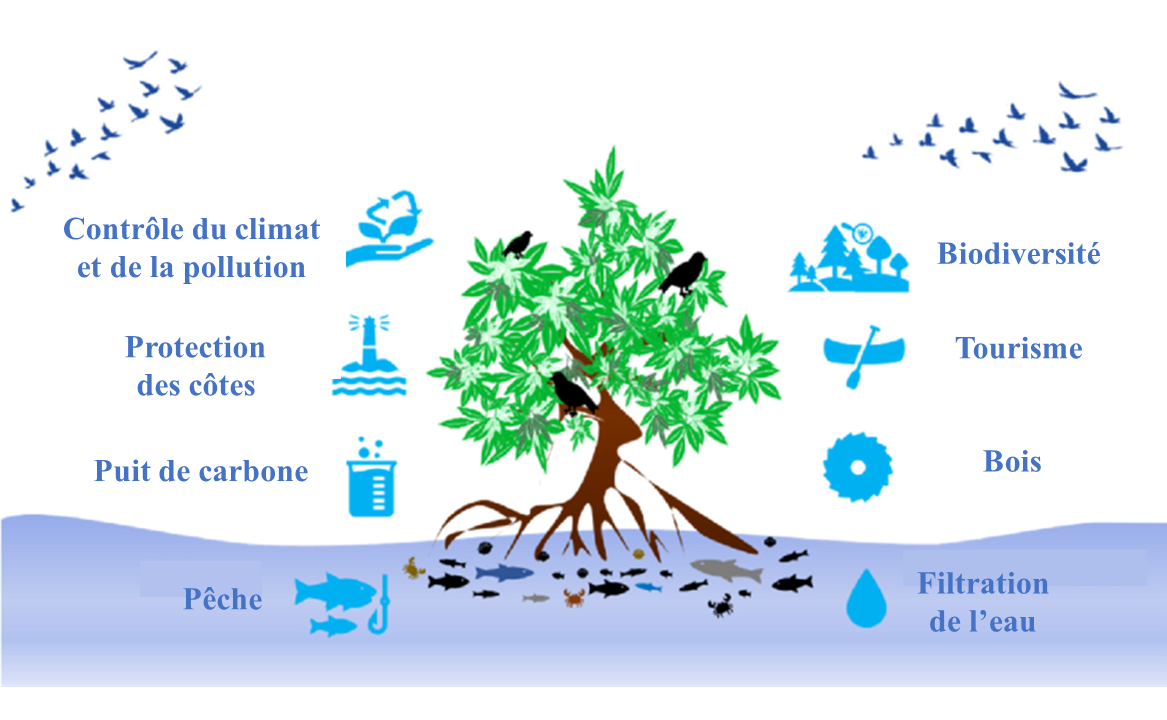 Contrôle du climat
et de la pollution
Protection
des côtes
Puit de carbone
Pêche
Biodiversité
Tourisme
Bois
Filtration
de l’eau